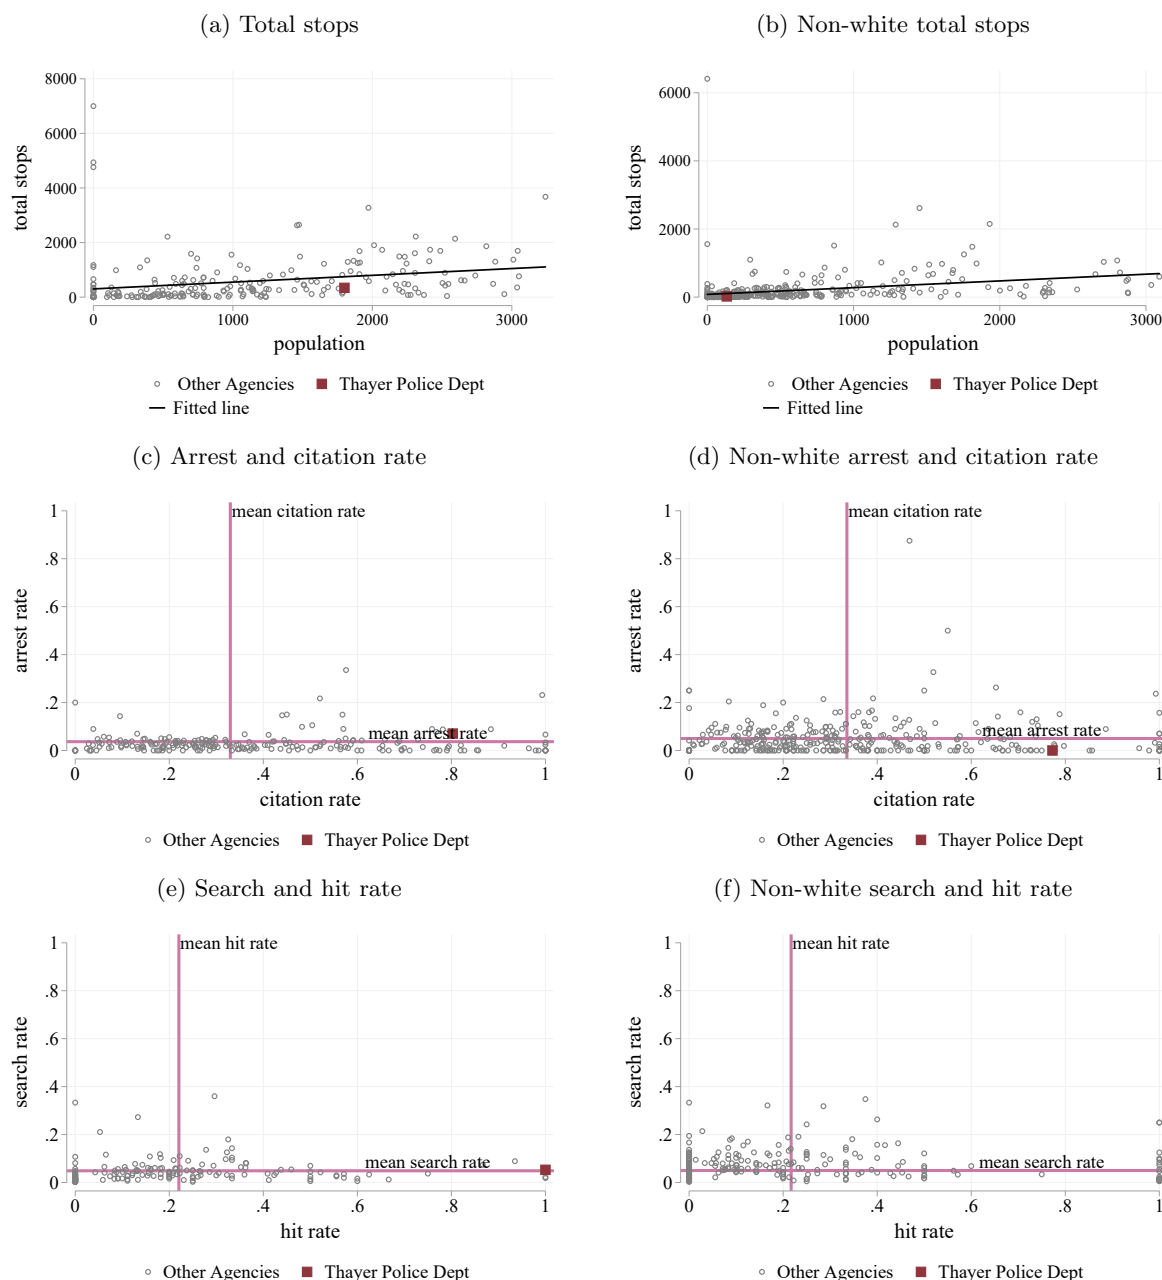 (a) Total stops
(b) Non-white total stops
8000
6000
4000
2000
0
total stops
0 1000 2000 3000
population
Other Agencies Thayer Police Dept
Fitted line
6000
4000
2000
0
total stops
0 1000 2000 3000
population
Other Agencies Thayer Police Dept
Fitted line
(c) Arrest and citation rate
(d) Non-white arrest and citation rate
1
.8
.6
.4
.2
0
arrest rate
mean citation rate
mean arrest rate
0 .2 .4 .6 .8 1
citation rate
Other Agencies Thayer Police Dept
1
.8
.6
.4
.2
0
arrest rate
mean citation rate
mean arrest rate
0 .2 .4 .6 .8 1
citation rate
Other Agencies Thayer Police Dept
(e) Search and hit rate
(f) Non-white search and hit rate
1
.8
.6
.4
.2
0
search rate
mean hit rate
mean search rate
0 .2 .4 .6 .8 1
hit rate
Other Agencies Thayer Police Dept
1
.8
.6
.4
.2
0
search rate
mean hit rate
mean search rate
0 .2 .4 .6 .8 1
hit rate
Other Agencies Thayer Police Dept